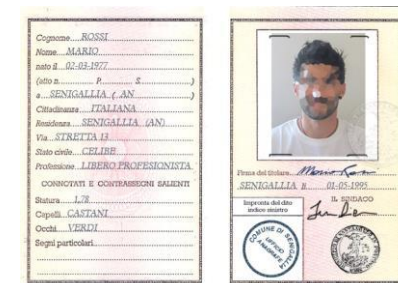 Cognome ROSSI
Nome MARIO
nato il 02-03-1977
(atto n. P. S. )
a SENIGALLIA ( AN )
Cittadinanza ITALIANA
Residenza SENIGALLIA (AN)
Via STRETTA 13
Stato civile CELIBE
Professione LIBERO PROFESIONISTA
CONNOTATI E CONTRASSEGNI SALIENTI
Statura 1,78
Capelli CASTANI
Occhi VERDI
Segni particolari
Firma del titolare
SENIGALLIA li 01-05-1995
Impronta del dito
indice sinistro
IL SINDACO
COMUNE DI SENIGALLIA
UFFICIO
ANAGRAFE